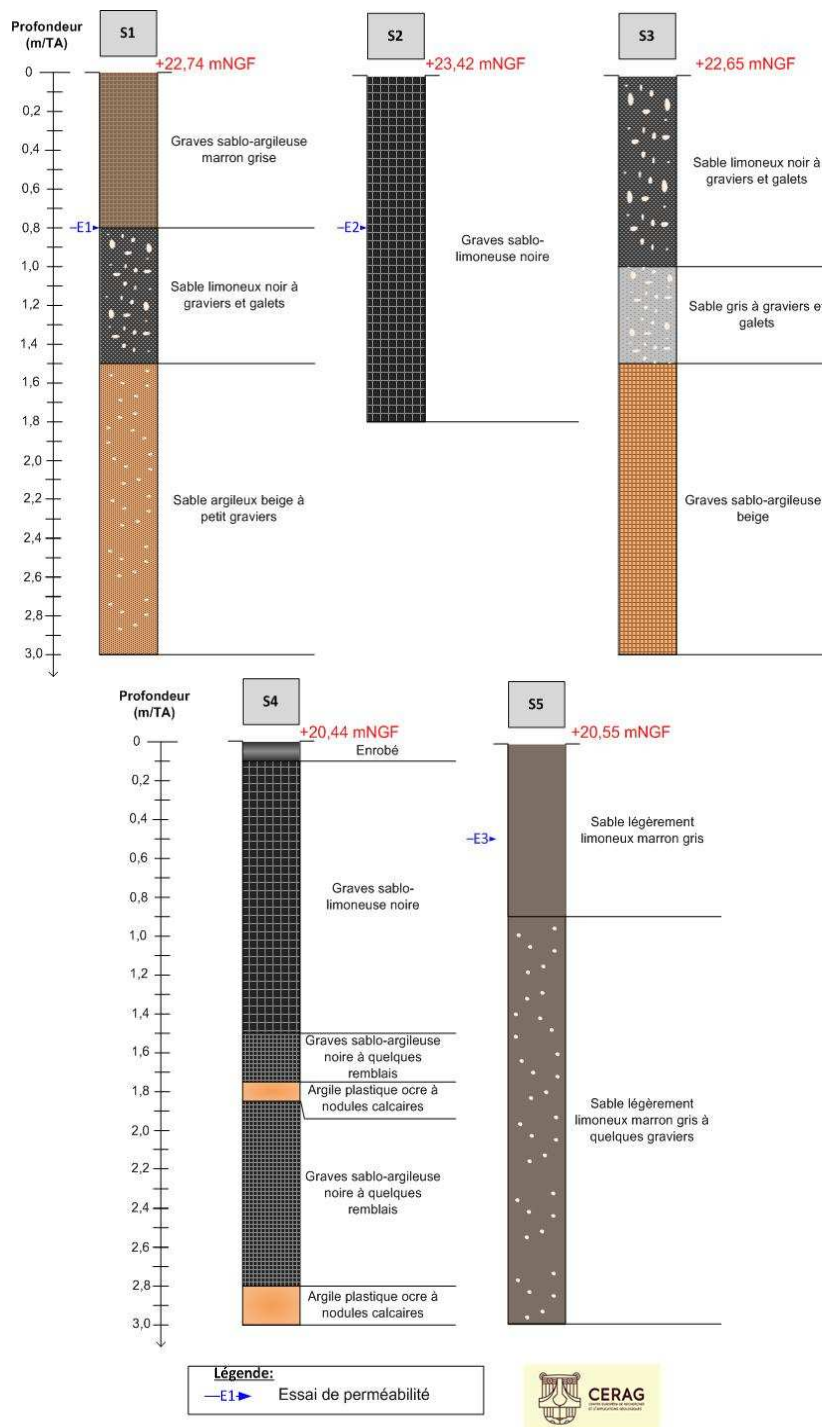 Profondeur
(m/TA)
S1
S2
S3
+22,74 mNGF
+23,42 mNGF
+22,65 mNGF
0
0,2
0,4
0,6
0,8
1,0
1,2
1,4
1,6
1,8
2,0
2,2
2,4
2,6
2,8
3,0
Graves sablo-argileuse
marron grise
E1
Sable limoneux noir à
graviers et galets
Sable argileux beige à
petit graviers
E2
Graves sablo-
limoneuse noire
Sable limoneux noir à
graviers et galets
Sable gris à graviers et
galets
Graves sablo-argileuse
beige
Profondeur
(m/TA)
S4
S5
+20,44 mNGF
+20,55 mNGF
0
0,2
0,4
0,6
0,8
1,0
1,2
1,4
1,6
1,8
2,0
2,2
2,4
2,6
2,8
3,0
Enrobé
Graves sablo-
limoneuse noire
Graves sablo-argileuse
noire à quelques
remblais
Argile plastique ocre à
nodules calcaires
Graves sablo-argileuse
noire à quelques
remblais
Argile plastique ocre à
nodules calcaires
E3
Sable légèrement
limoneux marron gris
Sable légèrement
limoneux marron gris à
quelques graviers
Légende:
E1 Essai de perméabilité
CERAG